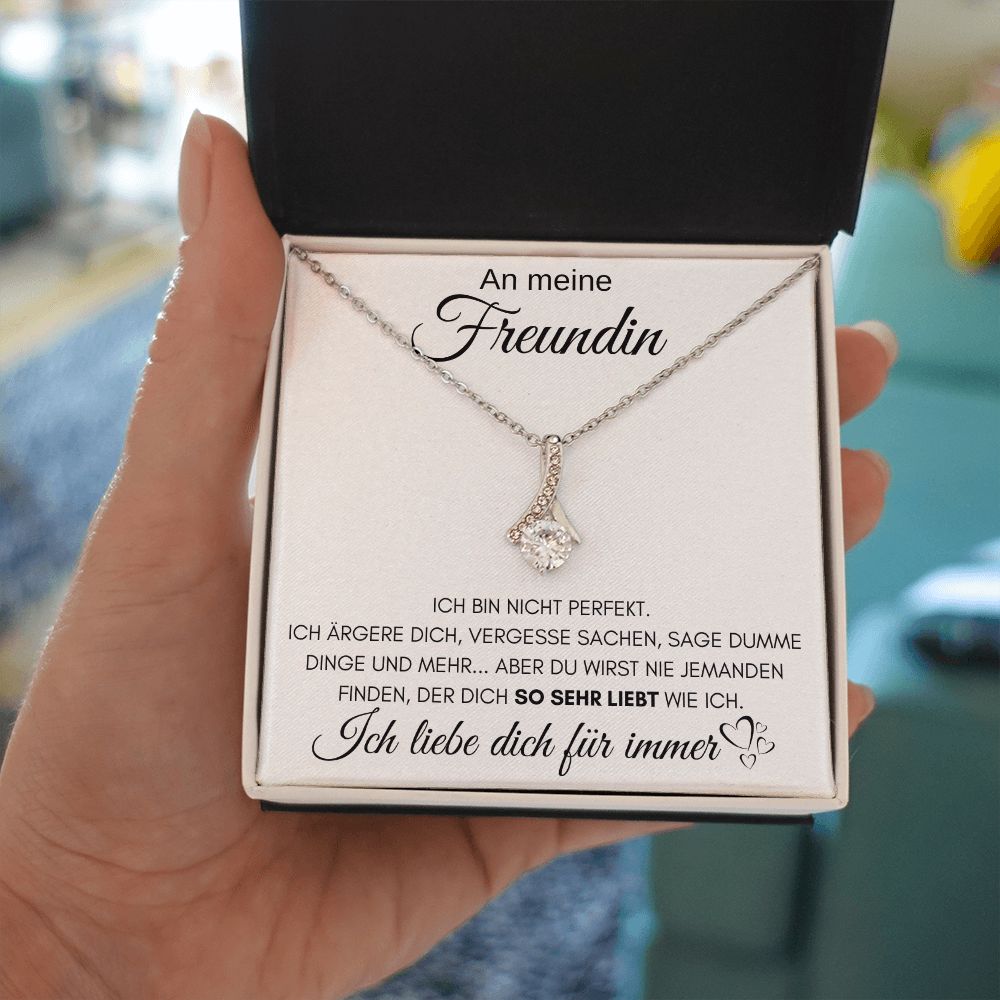 An meine
Freundin
ICH BIN NICHT PERFEKT.
ICH ÄRGERE DICH, VERGESSE SACHEN, SAGE DUMME
DINGE UND MEHR... ABER DU WIRST NIE JEMANDEN
FINDEN, DER DICH SO SEHR LIEBT WIE ICH.
Ich liebe dich für immer